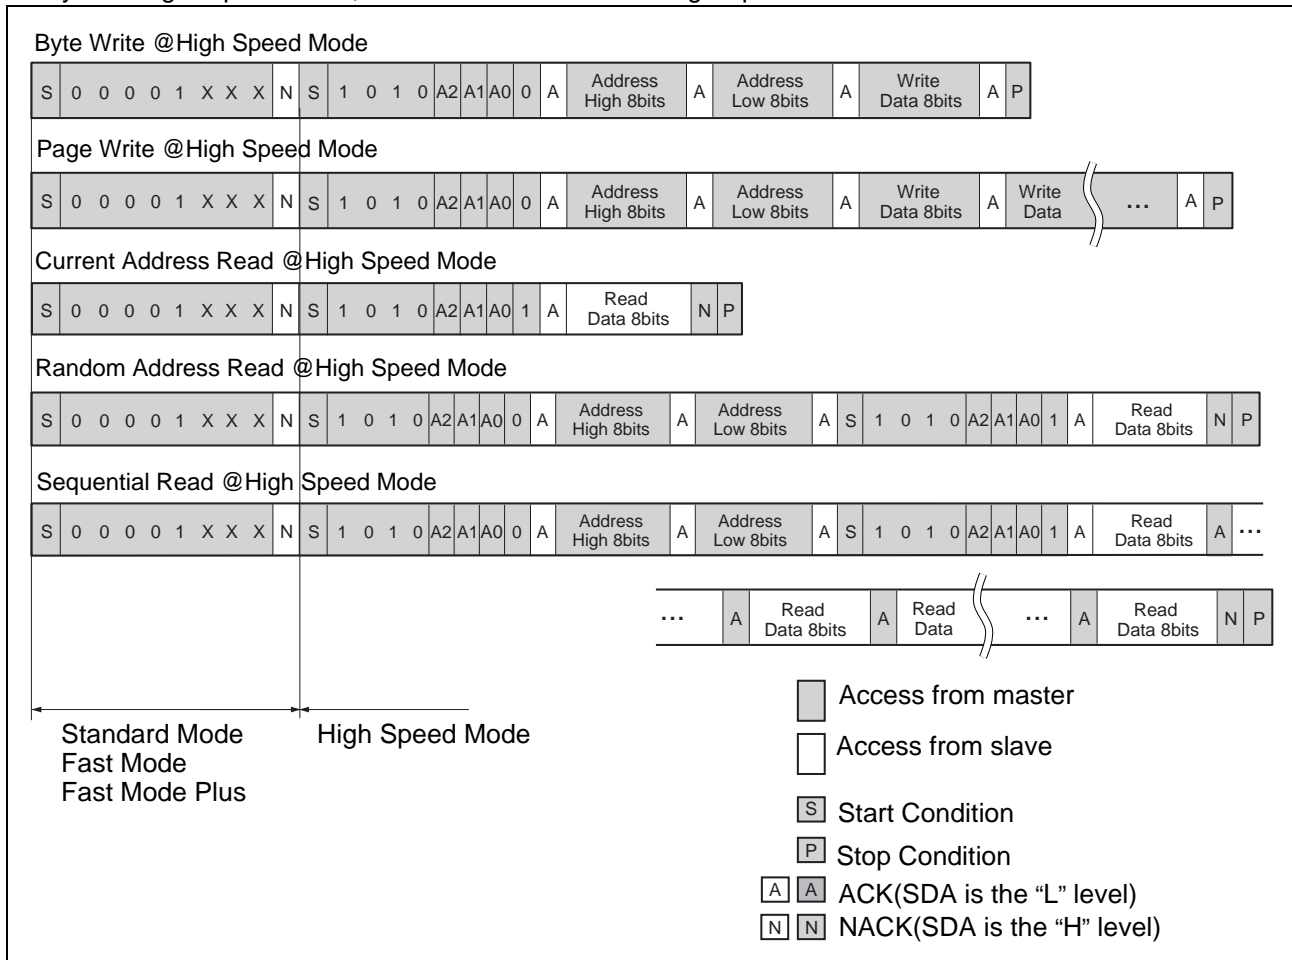 Byte Write @High Speed Mode
S 0 0 0 0 1 X X X N S 1 0 1 0 A2 A1 A0 0 A Address High 8bits A Address Low 8bits A Write Data 8bits A P
Page Write @High Speed Mode
S 0 0 0 0 1 X X X N S 1 0 1 0 A2 A1 A0 0 A Address High 8bits A Address Low 8bits A Write Data 8bits A Write Data ... A P
Current Address Read @High Speed Mode
S 0 0 0 0 1 X X X N S 1 0 1 0 A2 A1 A0 1 A Read Data 8bits N P
Random Address Read @High Speed Mode
S 0 0 0 0 1 X X X N S 1 0 1 0 A2 A1 A0 0 A Address High 8bits A Address Low 8bits A S 1 0 1 0 A2 A1 A0 1 A Read Data 8bits N P
Sequential Read @High Speed Mode
S 0 0 0 0 1 X X X N S 1 0 1 0 A2 A1 A0 0 A Address High 8bits A Address Low 8bits A S 1 0 1 0 A2 A1 A0 1 A Read Data 8bits A ...
... A Read Data 8bits A Read Data ... A Read Data 8bits N P
Access from master
Standard Mode High Speed Mode
Access from slave
Fast Mode
Fast Mode Plus
S Start Condition
P Stop Condition
A A ACK(SDA is the “L” level)
N N NACK(SDA is the “H” level)